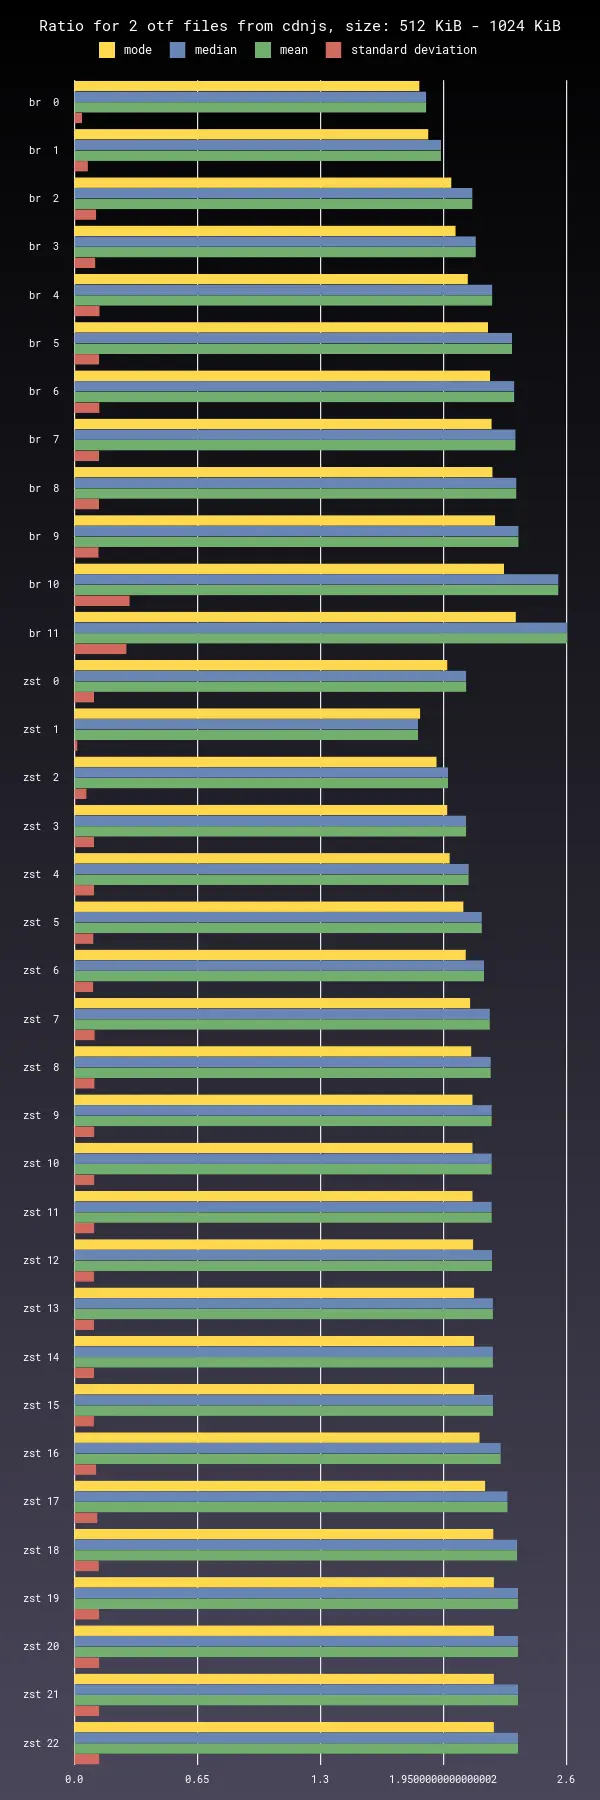 Ratio for 2 otf files from cdnjs, size: 512 KiB - 1024 KiB
mode median mean standard deviation
br 0
br 1
br 2
br 3
br 4
br 5
br 6
br 7
br 8
br 9
br 10
br 11
zst 0
zst 1
zst 2
zst 3
zst 4
zst 5
zst 6
zst 7
zst 8
zst 9
zst 10
zst 11
zst 12
zst 13
zst 14
zst 15
zst 16
zst 17
zst 18
zst 19
zst 20
zst 21
zst 22
0.0 0.65 1.3 1.9500000000000002 2.6